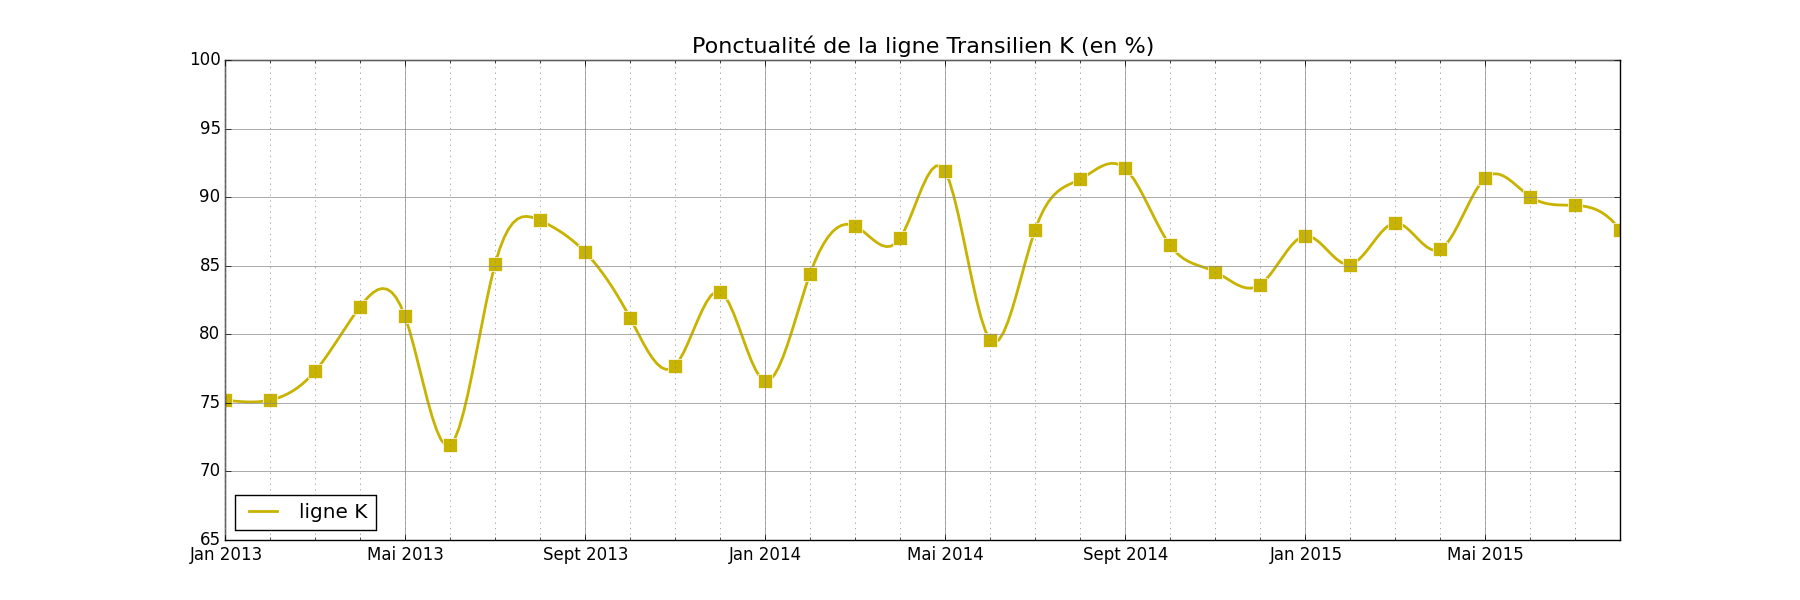 Ponctualité de la ligne Transilien K (en %)
100
95
90
85
80
75
70
65
ligne K
Jan 2013 Mai 2013 Sept 2013 Jan 2014 Mai 2014 Sept 2014 Jan 2015 Mai 2015